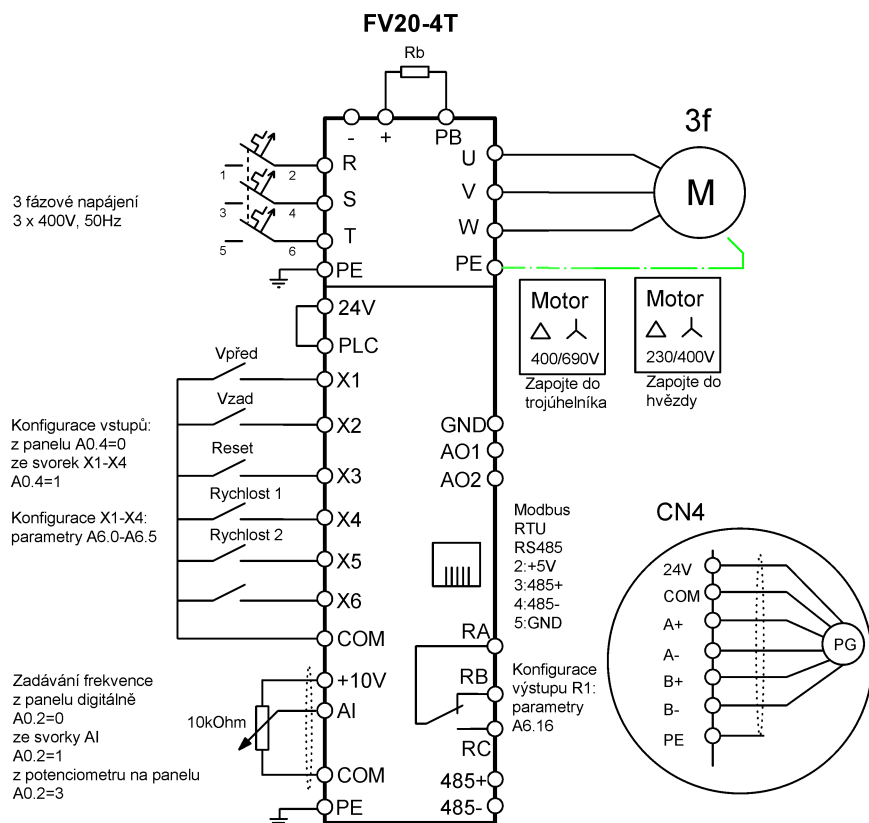 FV20-4T
Rb
- + PB
3f
R
S
T
PE
U
V
W
PE
M
1 2
3 4
5 6
3 fázové napájení
3 x 400V, 50Hz
24V
PLC
X1
X2
X3
X4
X5
X6
COM
Vpřed
Vzad
Reset
Rychlost 1
Rychlost 2
Konfigurace vstupů:
z panelu A0.4=0
ze svorek X1-X4
A0.4=1
Konfigurace X1-X4:
parametry A6.0-A6.5
Motor
400/690V
Zapojte do
trojúhelníka
Motor
230/400V
Zapojte do
hvězdy
GND
AO1
AO2
Modbus
RTU
RS485
2:+5V
3:485+
4:485-
5:GND
RA
RB
RC
Konfigurace
výstupu R1:
parametry
A6.16
485+
485-
CN4
24V
COM
A+
A-
B+
B-
PE
PG
Zadávání frekvence
z panelu digitálně
A0.2=0
ze svorky AI
A0.2=1
z potenciometru na panelu
A0.2=3
10kOhm
+10V
AI
COM
PE